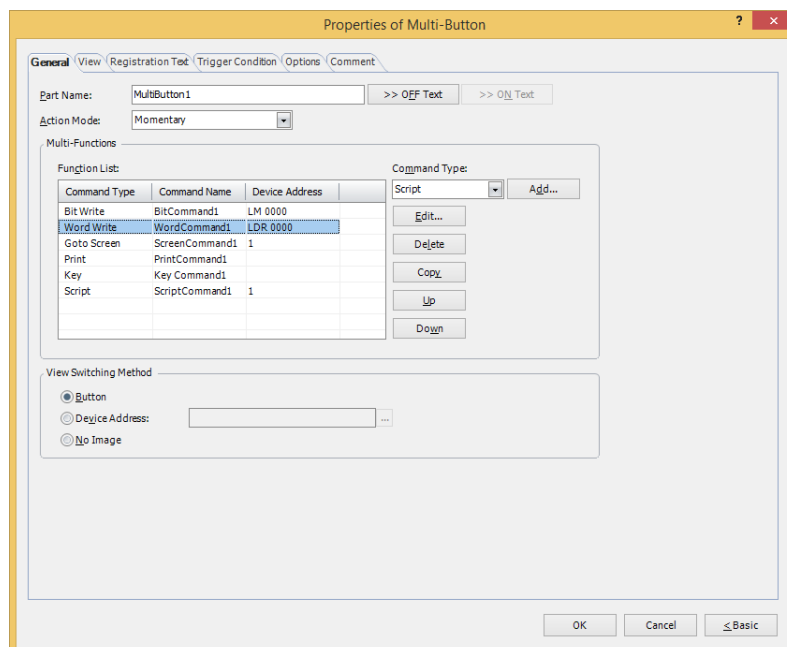 Properties of Multi-Button
? ×
General View Registration Text Trigger Condition Options Comment
Part Name: MultiButton1 >> OFF Text >> ON Text
Action Mode: Momentary
Multi-Functions
Function List: Command Type:
Command Type Command Name Device Address Script Add...
Bit Write BitCommand1 LM 0000 Edit...
Word Write WordCommand1 LDR 0000
Goto Screen ScreenCommand1 1 Delete
Print PrintCommand1
Key Key Command1 Copy
Script ScriptCommand1 1
Up
Down
View Switching Method
Button
Device Address: ...
No Image
OK Cancel < Basic